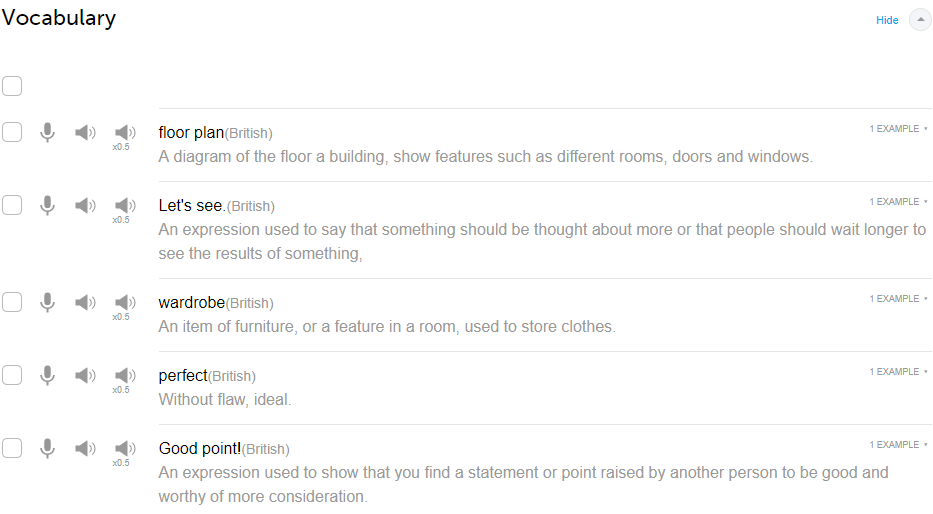 Vocabulary
Hide
floor plan(British)
1 EXAMPLE
x0.5
A diagram of the floor a building, show features such as different rooms, doors and windows.
Let's see.(British)
1 EXAMPLE
x0.5
An expression used to say that something should be thought about more or that people should wait longer to
see the results of something,
wardrobe(British)
1 EXAMPLE
x0.5
An item of furniture, or a feature in a room, used to store clothes.
perfect(British)
1 EXAMPLE
x0.5
Without flaw, ideal.
Good point!(British)
1 EXAMPLE
x0.5
An expression used to show that you find a statement or point raised by another person to be good and
worthy of more consideration.